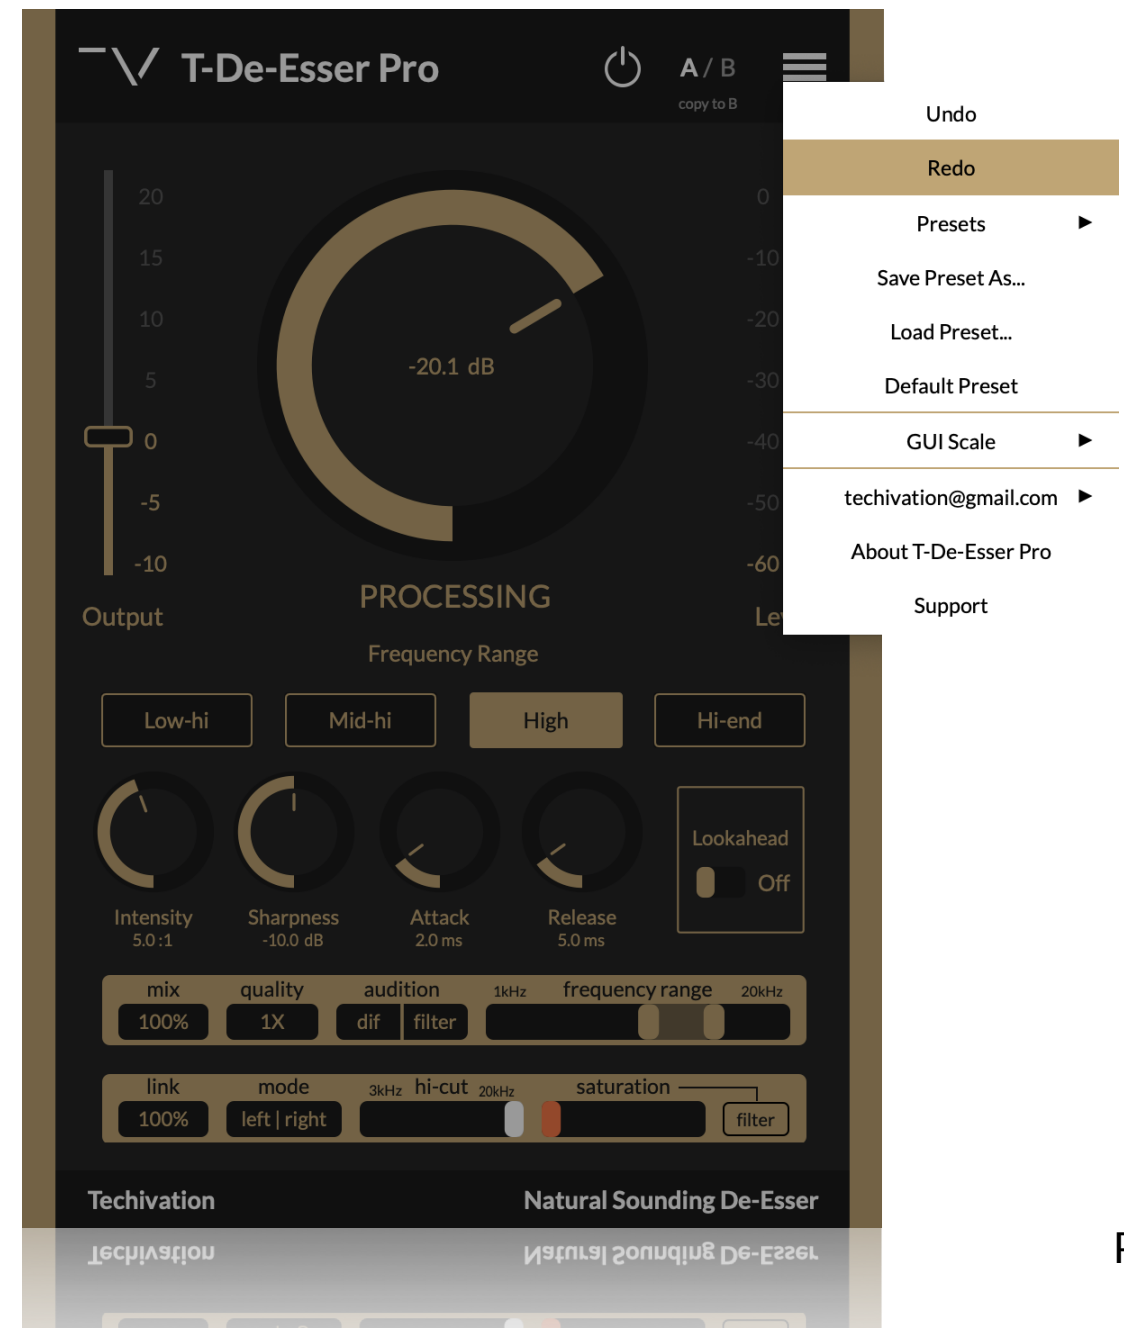 T-De-Esser Pro
A / B
copy to B
Undo
Redo
Presets
Save Preset As...
Load Preset...
Default Preset
GUI Scale
techivation@gmail.com
About T-De-Esser Pro
Support
20
15
10
5
0
-5
-10
Output
-20.1 dB
PROCESSING
0
-10
-20
-30
-40
-50
-60
Le
Frequency Range
Low-hi Mid-hi High Hi-end
Intensity Sharpness Attack Release
5.0 :1 -10.0 dB 2.0 ms 5.0 ms
Lookahead
Off
mix quality audition 1kHz frequency range 20kHz
100% 1X dif filter
link mode 3kHz hi-cut 20kHz saturation
100% left | right filter
Techivation Natural Sounding De-Esser